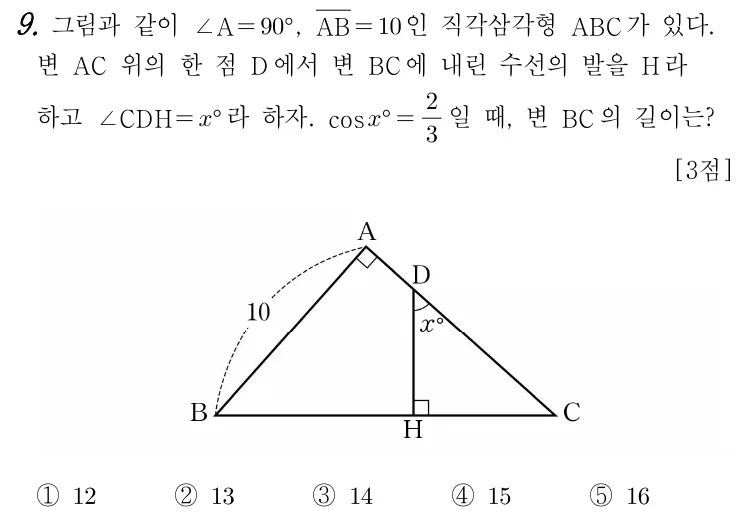 9. 그림과 같이 ∠A=90°, \overline{AB}=10인 직각삼각형 ABC가 있다.
변 AC 위의 한 점 D에서 변 BC에 내린 수선의 발을 H라
하고 ∠CDH=x°라 하자. cos x°=\frac{2}{3}일 때, 변 BC의 길이는?
[3점]
A
D
10
x°
B
C
H
① 12 ② 13 ③ 14 ④ 15 ⑤ 16